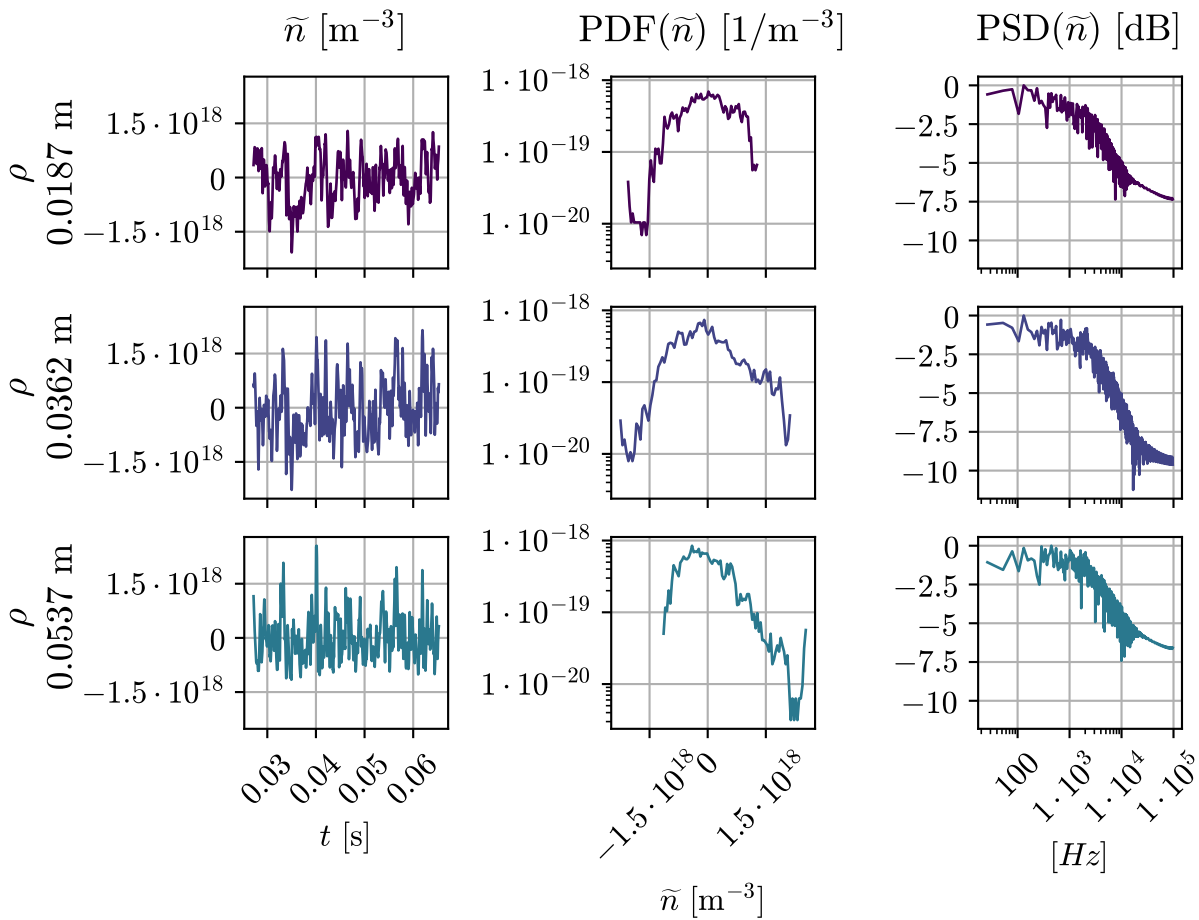 ñ [m⁻³] PDF(ñ) [1/m⁻³] PSD(ñ) [dB]
ρ
0.0187 m
1.5·10¹⁸
0
−1.5·10¹⁸
1·10⁻¹⁸
1·10⁻¹⁹
1·10⁻²⁰
0
−2.5
−5
−7.5
−10
ρ
0.0362 m
1.5·10¹⁸
0
−1.5·10¹⁸
1·10⁻¹⁸
1·10⁻¹⁹
1·10⁻²⁰
0
−2.5
−5
−7.5
−10
ρ
0.0537 m
1.5·10¹⁸
0
−1.5·10¹⁸
1·10⁻¹⁸
1·10⁻¹⁹
1·10⁻²⁰
0
−2.5
−5
−7.5
−10
0.03 0.04 0.05 0.06
t [s]
−1.5·10¹⁸ 0 1.5·10¹⁸
ñ [m⁻³]
100 1·10³ 1·10⁴ 1·10⁵
[Hz]